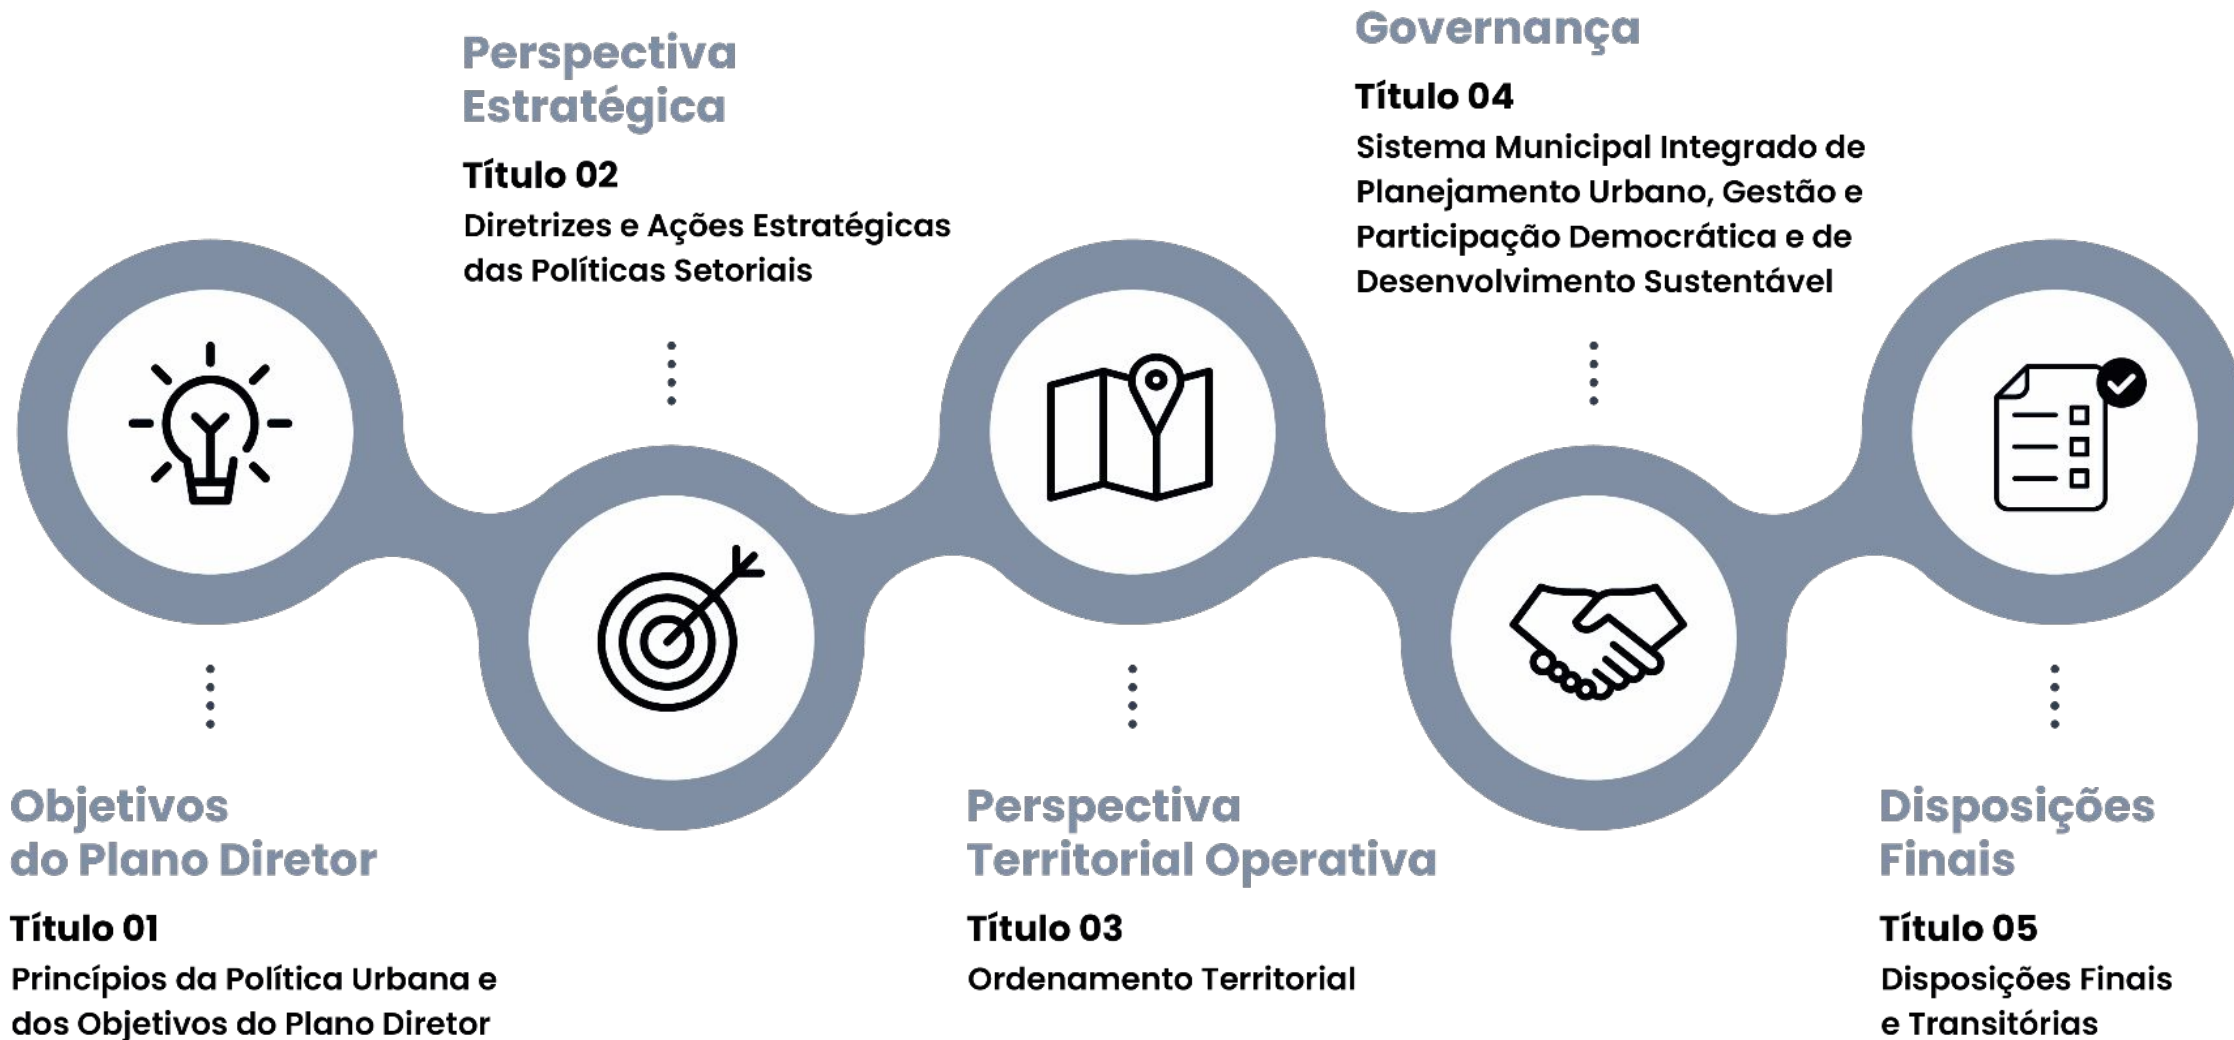 Objetivos
do Plano Diretor
Título 01
Princípios da Política Urbana e
dos Objetivos do Plano Diretor
Perspectiva
Estratégica
Título 02
Diretrizes e Ações Estratégicas
das Políticas Setoriais
Perspectiva
Territorial Operativa
Título 03
Ordenamento Territorial
Governança
Título 04
Sistema Municipal Integrado de
Planejamento Urbano, Gestão e
Participação Democrática e de
Desenvolvimento Sustentável
Disposições
Finais
Título 05
Disposições Finais
e Transitórias